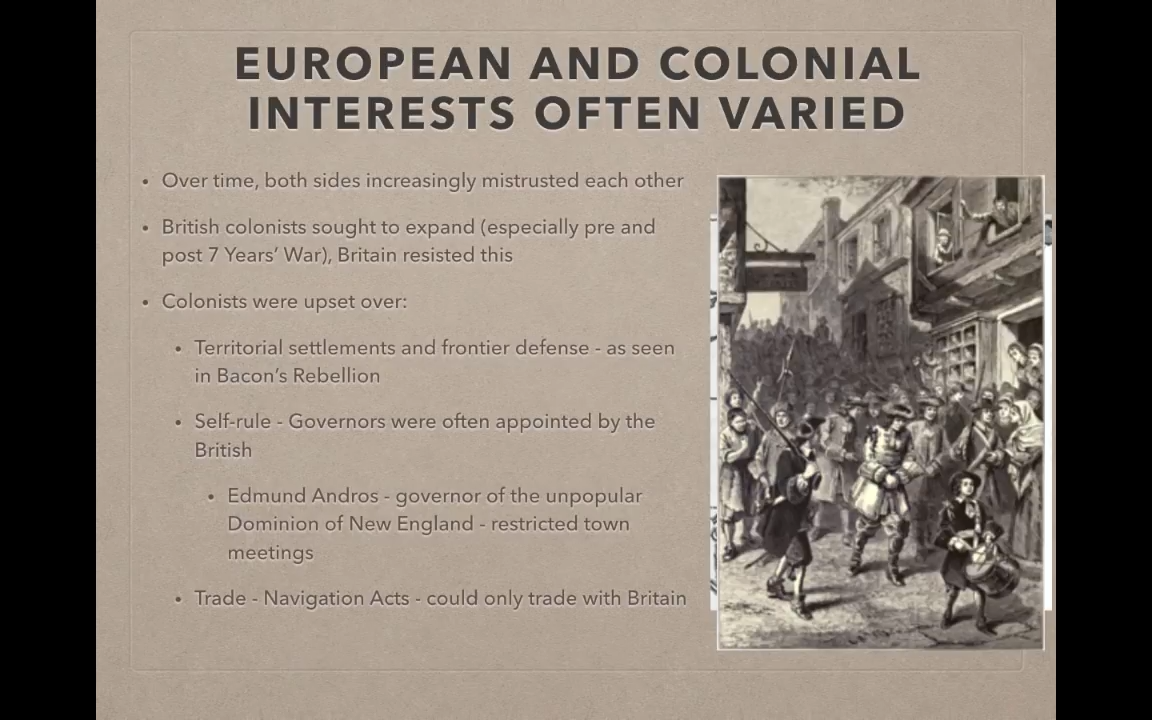 EUROPEAN AND COLONIAL
INTERESTS OFTEN VARIED
• Over time, both sides increasingly mistrusted each other
• British colonists sought to expand (especially pre and
post 7 Years’ War), Britain resisted this
• Colonists were upset over:
• Territorial settlements and frontier defense - as seen
in Bacon’s Rebellion
• Self-rule - Governors were often appointed by the
British
• Edmund Andros - governor of the unpopular
Dominion of New England - restricted town
meetings
• Trade - Navigation Acts - could only trade with Britain